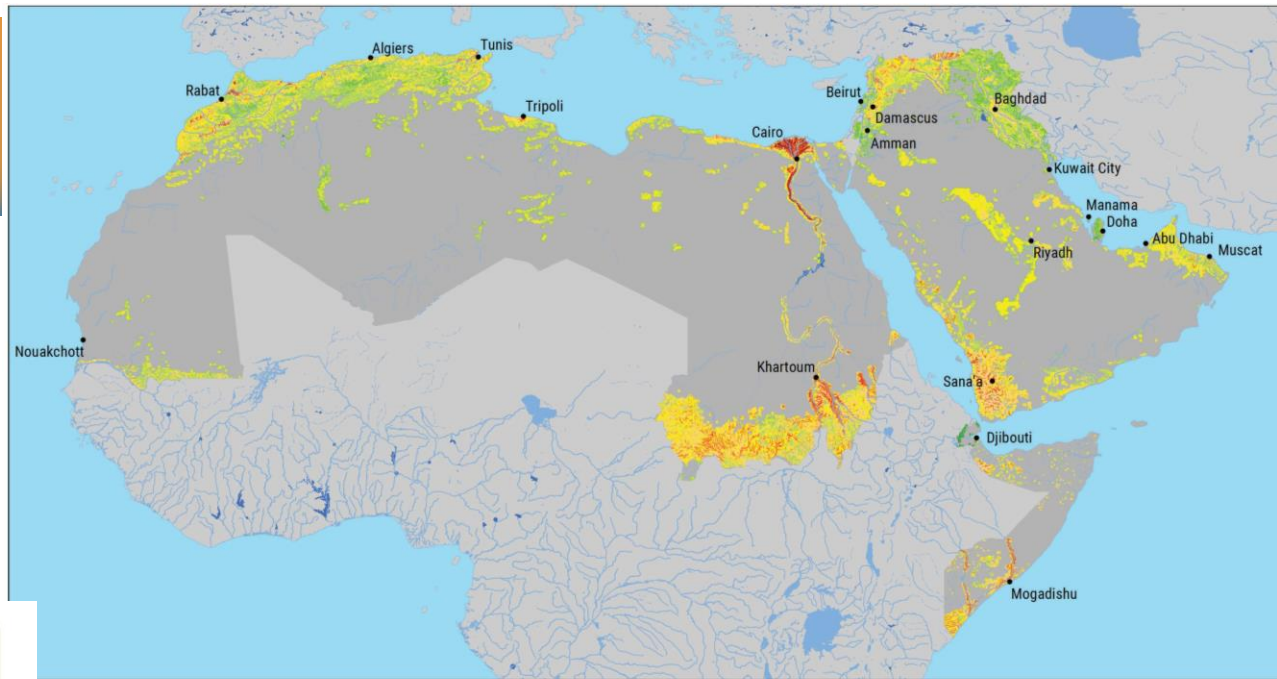 Algiers
Tunis
Rabat
Tripoli
Beirut
Baghdad
Damascus
Cairo
Amman
Kuwait City
Manama
Doha
Abu Dhabi
Riyadh
Muscat
Nouakchott
Khartoum
Sana'a
Djibouti
Mogadishu